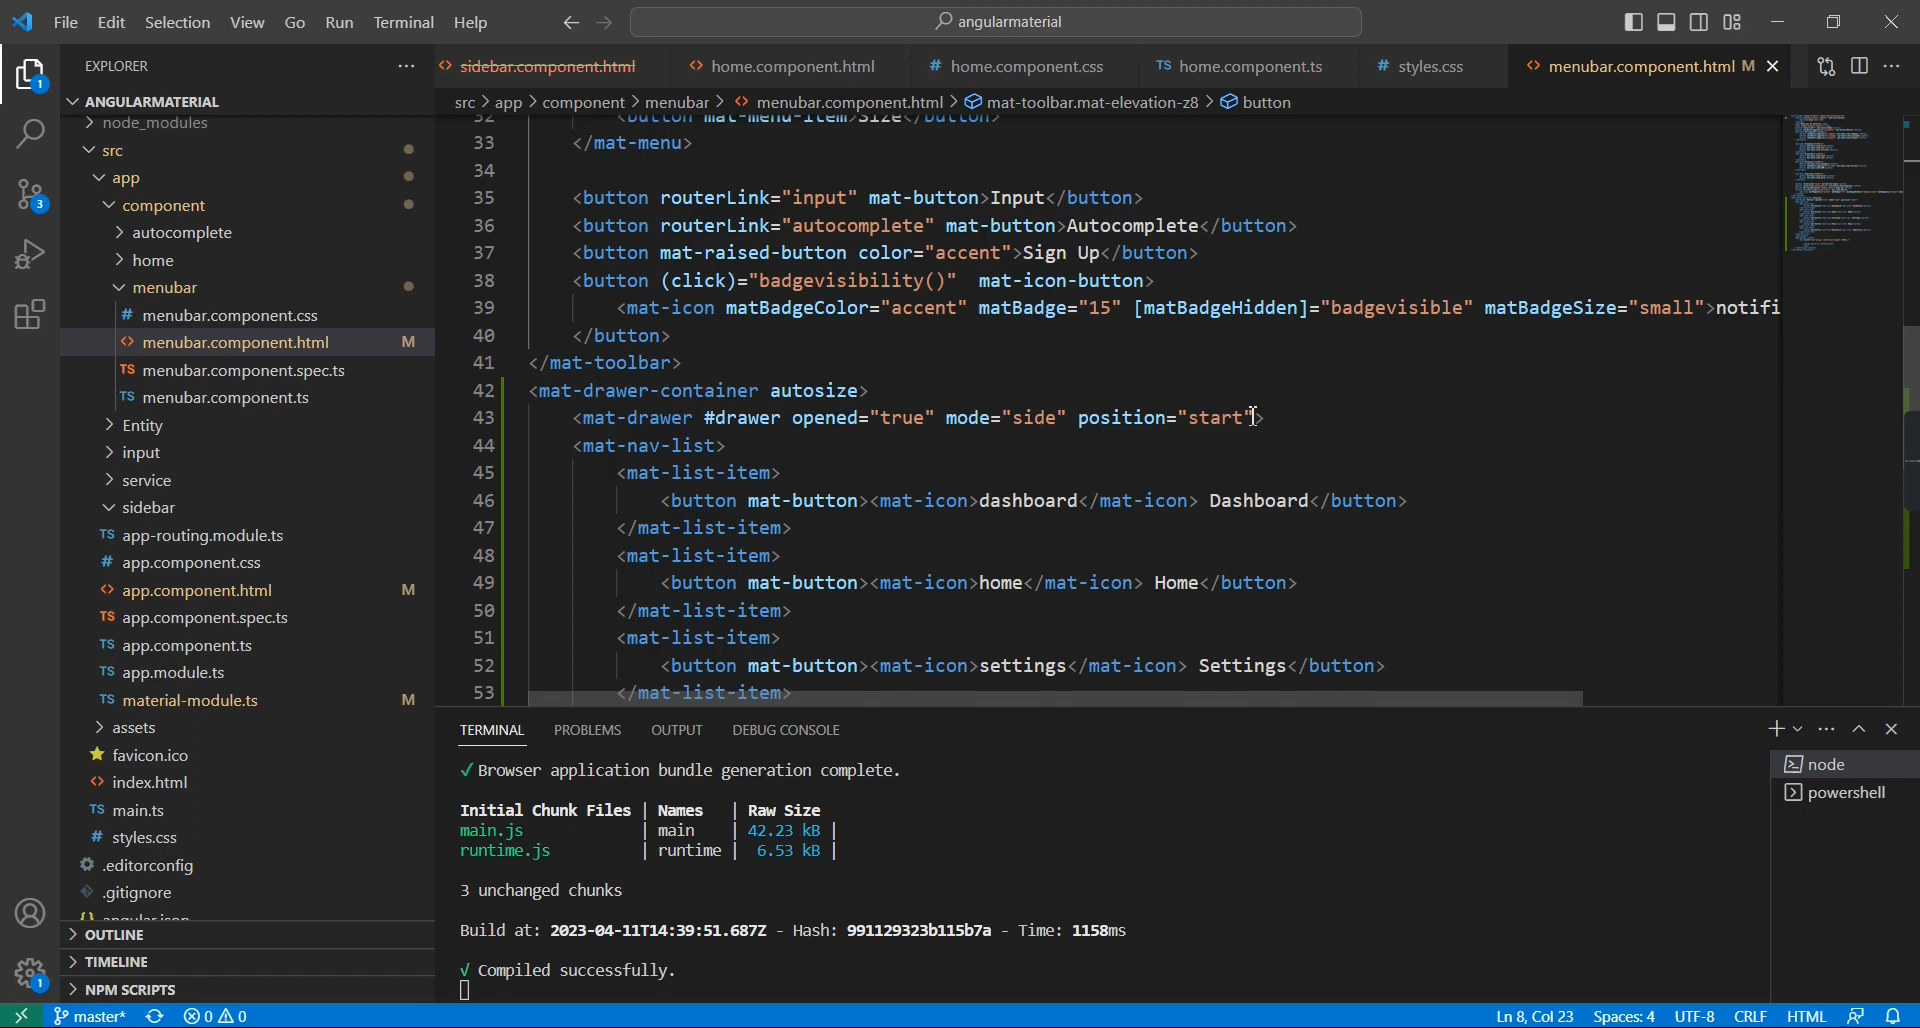 File Edit Selection View Go Run Terminal Help
angularmaterial
EXPLORER
sidebar.component.html
home.component.html
home.component.css
home.component.ts
styles.css
menubar.component.html M
ANGULARMATERIAL
src > app > component > menubar > menubar.component.html > mat-toolbar.mat-elevation-z8 > button
node_modules
src
app
component
autocomplete
home
menubar
menubar.component.css
menubar.component.html M
menubar.component.spec.ts
menubar.component.ts
Entity
input
service
sidebar
app-routing.module.ts
app.component.css
app.component.html M
app.component.spec.ts
app.component.ts
app.module.ts
material-module.ts M
assets
favicon.ico
index.html
main.ts
styles.css
.editorconfig
.gitignore
angular.json
OUTLINE
TIMELINE
NPM SCRIPTS
32 <button mat-menu-item>Size</button>
33 </mat-menu>
34
35 <button routerLink="input" mat-button>Input</button>
36 <button routerLink="autocomplete" mat-button>Autocomplete</button>
37 <button mat-raised-button color="accent">Sign Up</button>
38 <button (click)="badgevisibility()"  mat-icon-button>
39 <mat-icon matBadgeColor="accent" matBadge="15" [matBadgeHidden]="badgevisible" matBadgeSize="small">notifi
40 </button>
41 </mat-toolbar>
42 <mat-drawer-container autosize>
43 <mat-drawer #drawer opened="true" mode="side" position="start">
44 <mat-nav-list>
45 <mat-list-item>
46 <button mat-button><mat-icon>dashboard</mat-icon> Dashboard</button>
47 </mat-list-item>
48 <mat-list-item>
49 <button mat-button><mat-icon>home</mat-icon> Home</button>
50 </mat-list-item>
51 <mat-list-item>
52 <button mat-button><mat-icon>settings</mat-icon> Settings</button>
53 </mat-list-item>
TERMINAL PROBLEMS OUTPUT DEBUG CONSOLE
node
powershell
✓ Browser application bundle generation complete.
Initial Chunk Files | Names | Raw Size
main.js | main | 42.23 kB |
runtime.js | runtime | 6.53 kB |
3 unchanged chunks
Build at: 2023-04-11T14:39:51.687Z - Hash: 991129323b115b7a - Time: 1158ms
√ Compiled successfully.
1
3
1
master* 0 0
Ln 8, Col 23 Spaces: 4 UTF-8 CRLF HTML